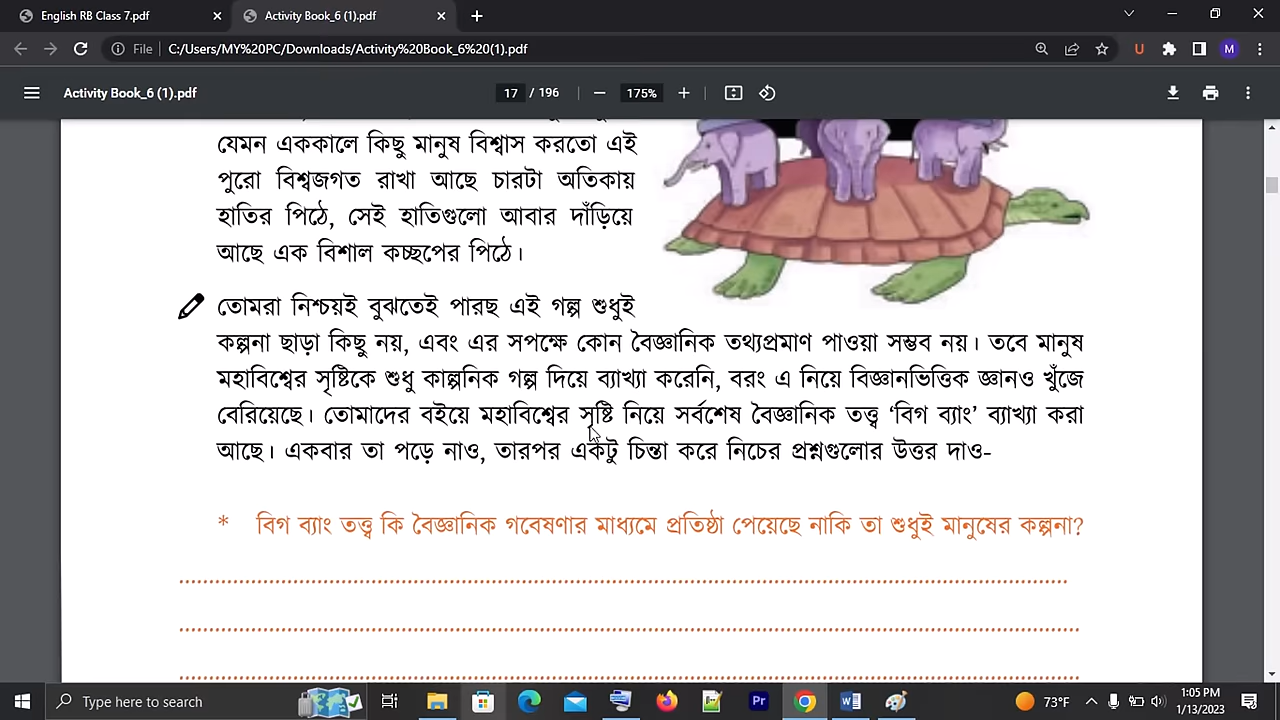 English RB Class 7.pdf
Activity Book_6 (1).pdf
File
C:/Users/MY%20PC/Downloads/Activity%20Book_6%20(1).pdf
U
M
Activity Book_6 (1).pdf
17 / 196
175%
যেমন এককালে কিছু মানুষ বিশ্বাস করতো এই
পুরো বিশ্বজগত রাখা আছে চারটা অতিকায়
হাতির পিঠে, সেই হাতিগুলো আবার দাঁড়িয়ে
আছে এক বিশাল কচ্ছপের পিঠে।
তোমরা নিশ্চয়ই বুঝতেই পারছ এই গল্প শুধুই
কল্পনা ছাড়া কিছু নয়, এবং এর সপক্ষে কোন বৈজ্ঞানিক তথ্যপ্রমাণ পাওয়া সম্ভব নয়। তবে মানুষ
মহাবিশ্বের সৃষ্টিকে শুধু কাল্পনিক গল্প দিয়ে ব্যাখ্যা করেনি, বরং এ নিয়ে বিজ্ঞানভিত্তিক জ্ঞানও খুঁজে
বেরিয়েছে। তোমাদের বইয়ে মহাবিশ্বের সৃষ্টি নিয়ে সর্বশেষ বৈজ্ঞানিক তত্ত্ব ‘বিগ ব্যাং’ ব্যাখ্যা করা
আছে। একবার তা পড়ে নাও, তারপর একটু চিন্তা করে নিচের প্রশ্নগুলোর উত্তর দাও-
* বিগ ব্যাং তত্ত্ব কি বৈজ্ঞানিক গবেষণার মাধ্যমে প্রতিষ্ঠা পেয়েছে নাকি তা শুধুই মানুষের কল্পনা?
Type here to search
Pr
73°F
1:05 PM
1/13/2023